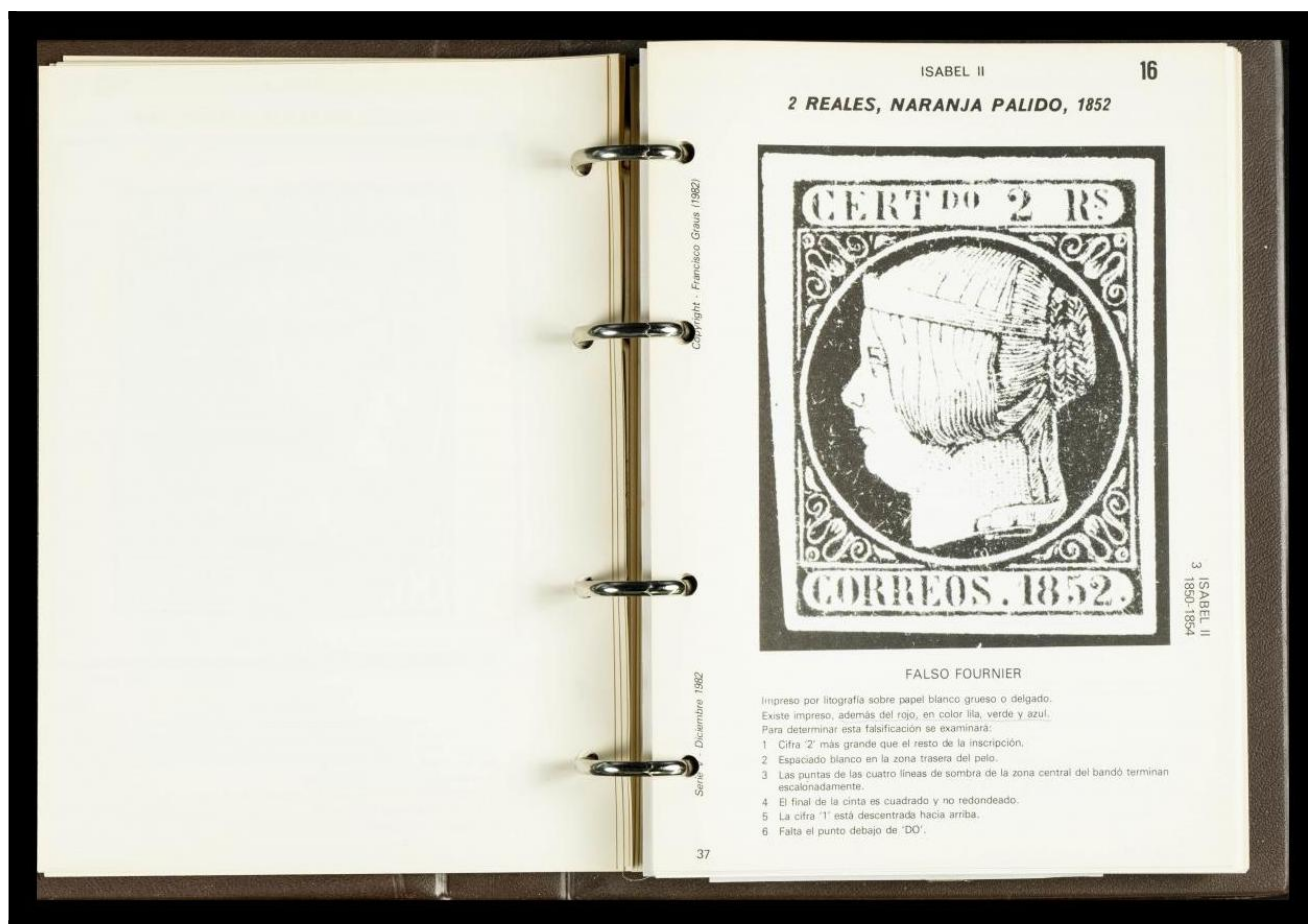 ISABEL II
16
2 REALES, NARANJA PALIDO, 1852
CERT DO 2 RS
CORREOS. 1852.
Copyright - Francisco Graus (1982)
3 ISABEL II
1850-1854
FALSO FOURNIER
Impreso por litografía sobre papel blanco grueso o delgado.
Existe impreso, además del rojo, en color lila, verde y azul.
Para determinar esta falsificación se examinará:
1 Cifra '2' más grande que el resto de la inscripción.
2 Espaciado blanco en la zona trasera del pelo.
3 Las puntas de las cuatro líneas de sombra de la zona central del bandó terminan
escalonadamente.
4 El final de la cinta es cuadrado y no redondeado.
5 La cifra '1' está descentrada hacia arriba.
6 Falta el punto debajo de 'DO'.
Serie - Diciembre 1982
37